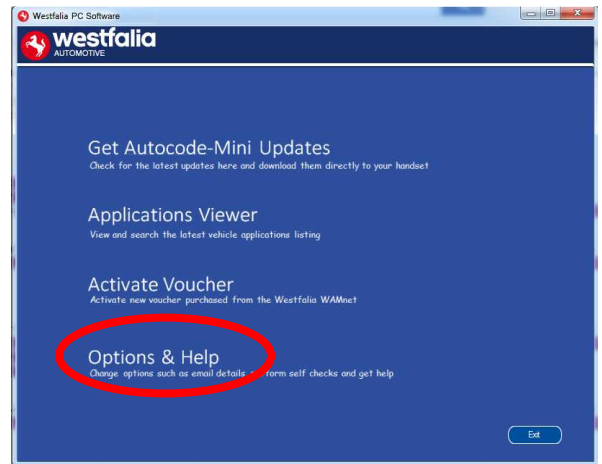 Westfalia PC Software
westfalia
AUTOMOTIVE
Get Autocode-Mini Updates
Check for the latest updates here and download them directly to your handset
Applications Viewer
View and search the latest vehicle applications listing
Activate Voucher
Activate new voucher purchased from the Westfalia WAMnet
Options & Help
Change options such as email details, form self checks and get help
Exit